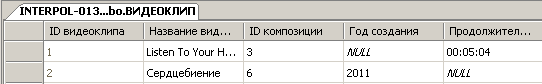 INTERPOL-013...bo.ВИДЕОКЛИП
ID видеоклипа Название вид... ID композиции Год создания Продолжител...
1 Listen To Your H... 3 NULL 00:05:04
2 Сердцебиение 6 2011 NULL